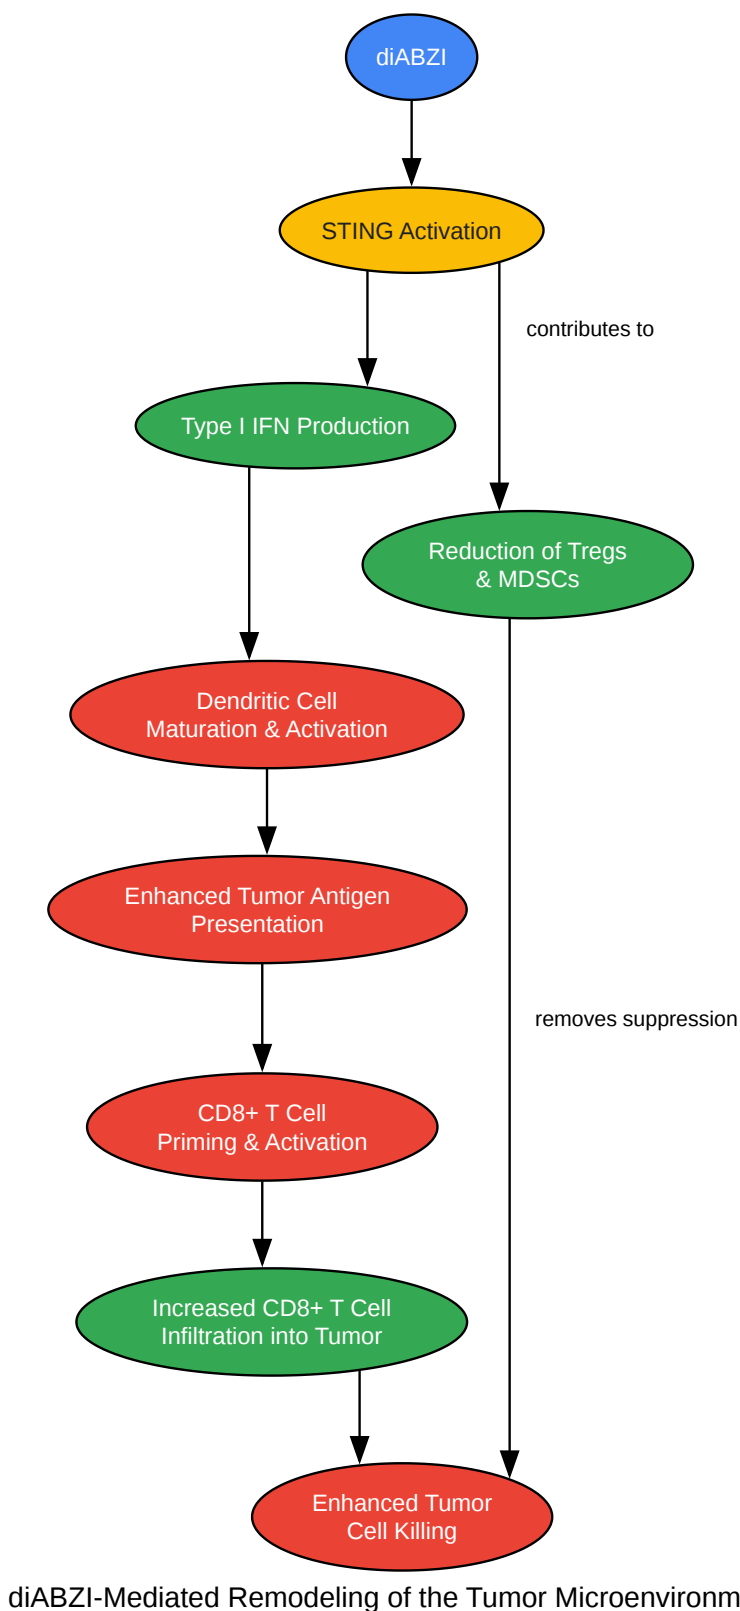 diABZI
STING Activation
contributes to
Type I IFN Production
Reduction of Tregs
& MDSCs
Dendritic Cell
Maturation & Activation
Enhanced Tumor Antigen
Presentation
removes suppression
CD8+ T Cell
Priming & Activation
Increased CD8+ T Cell
Infiltration into Tumor
Enhanced Tumor
Cell Killing
diABZI-Mediated Remodeling of the Tumor Microenvironm